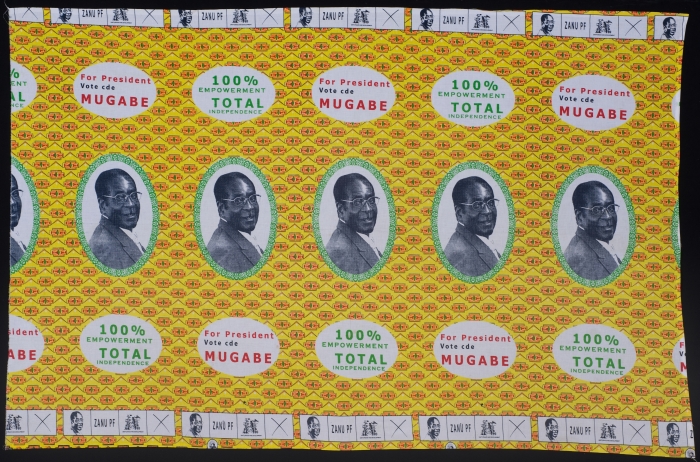 ZANU PF
ZANU PF
ZANU PF
ZANU PF
ZANU PF
For President
Vote cde
MUGABE
100%
EMPOWERMENT
TOTAL
INDEPENDENCE
For President
Vote cde
MUGABE
100%
EMPOWERMENT
TOTAL
INDEPENDENCE
For President
Vote cde
MUGABE
100%
EMPOWERMENT
TOTAL
INDEPENDENCE
For President
Vote cde
MUGABE
100%
EMPOWERMENT
TOTAL
INDEPENDENCE
For President
Vote cde
MUGABE
100%
EMPOWERMENT
TOTAL
INDEPENDENCE
ZANU PF
ZANU PF
ZANU PF
ZANU PF
ZANU PF